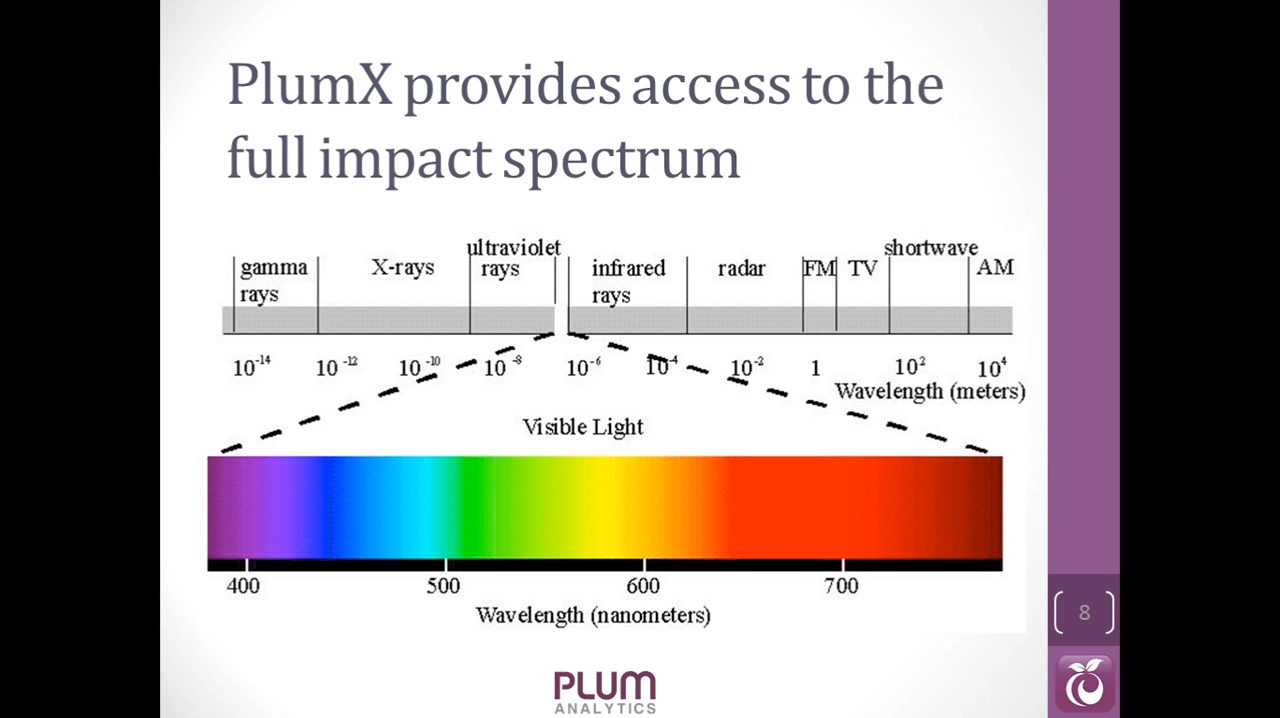 PlumX provides access to the
full impact spectrum
ultraviolet shortwave
gamma X-rays rays infrared radar FM TV AM
rays rays
10⁻¹⁴ 10⁻¹² 10⁻¹⁰ 10⁻⁸ 10⁻⁶ 10⁻⁴ 10⁻² 1 10² 10⁴
Wavelength (meters)
Visible Light
400 500 600 700
Wavelength (nanometers)
8
PLUM
ANALYTICS